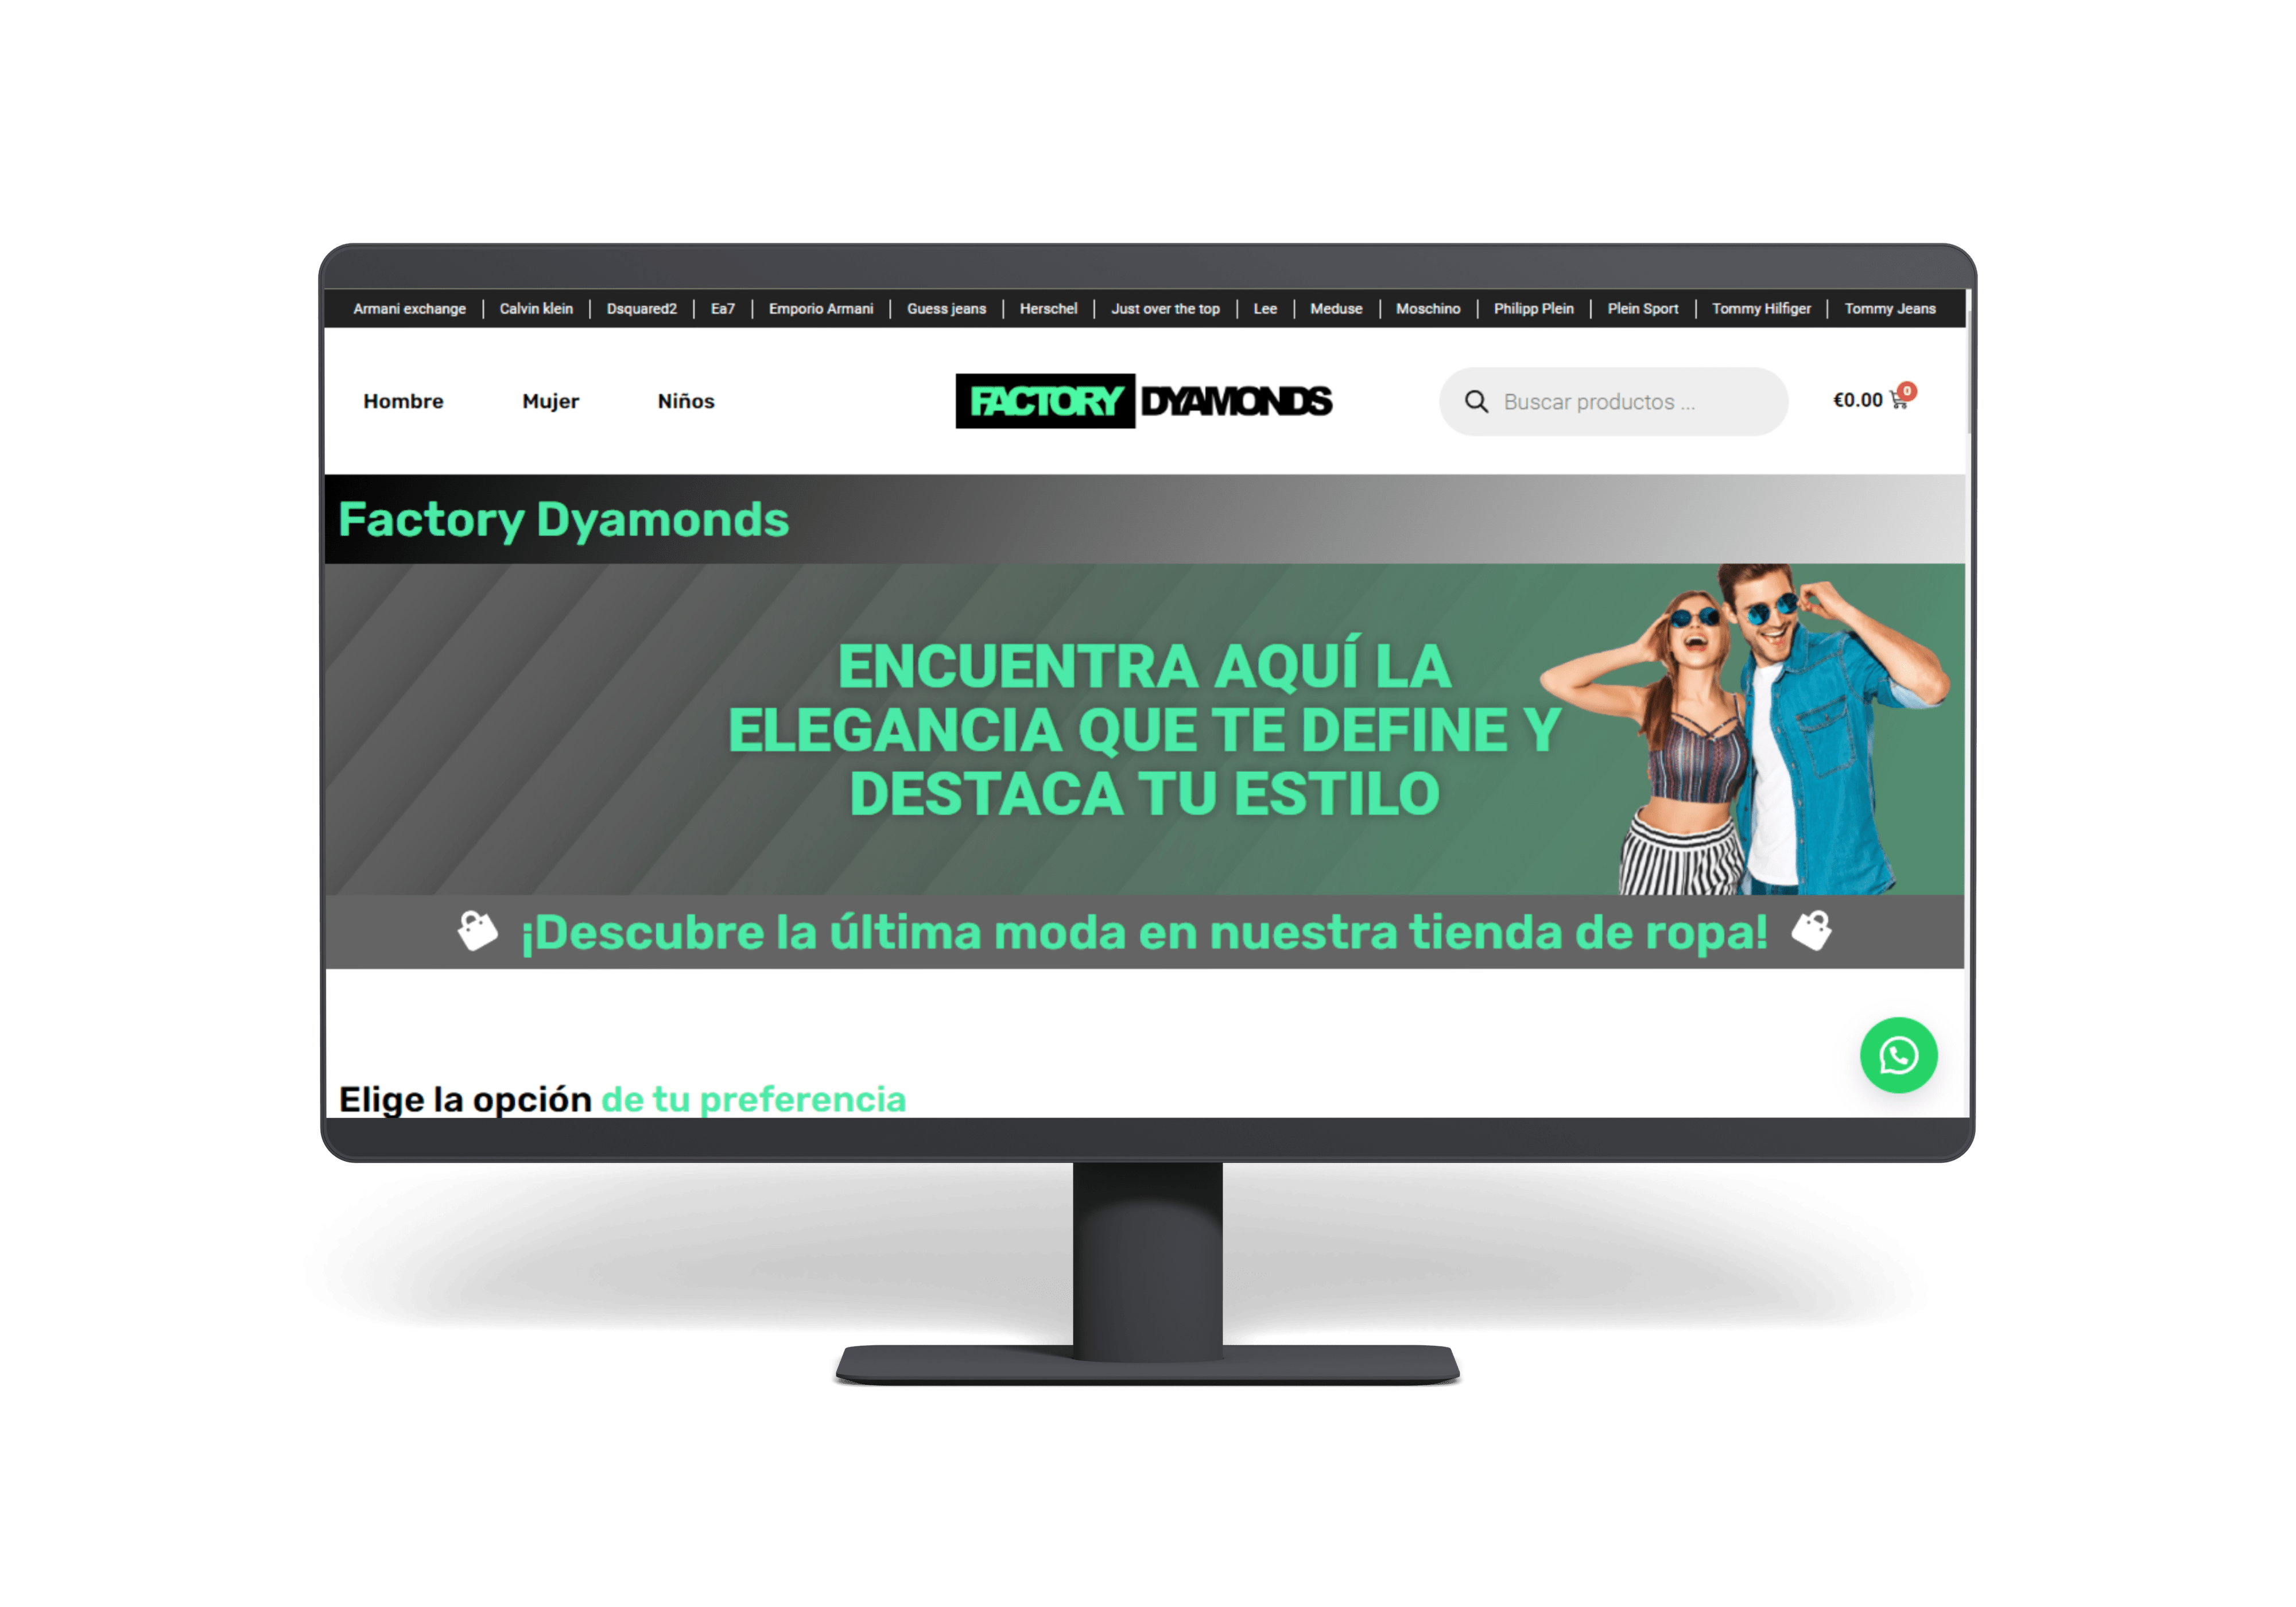 Armani exchange | Calvin klein | Dsquared2 | Ea7 | Emporio Armani | Guess jeans | Herschel | Just over the top | Lee | Meduse | Moschino | Philipp Plein | Plein Sport | Tommy Hilfiger | Tommy Jeans
Hombre Mujer Niños FACTORY DYAMONDS Buscar productos ... €0.00 0
Factory Dyamonds
ENCUENTRA AQUÍ LA
ELEGANCIA QUE TE DEFINE Y
DESTACA TU ESTILO
¡Descubre la última moda en nuestra tienda de ropa!
Elige la opción de tu preferencia